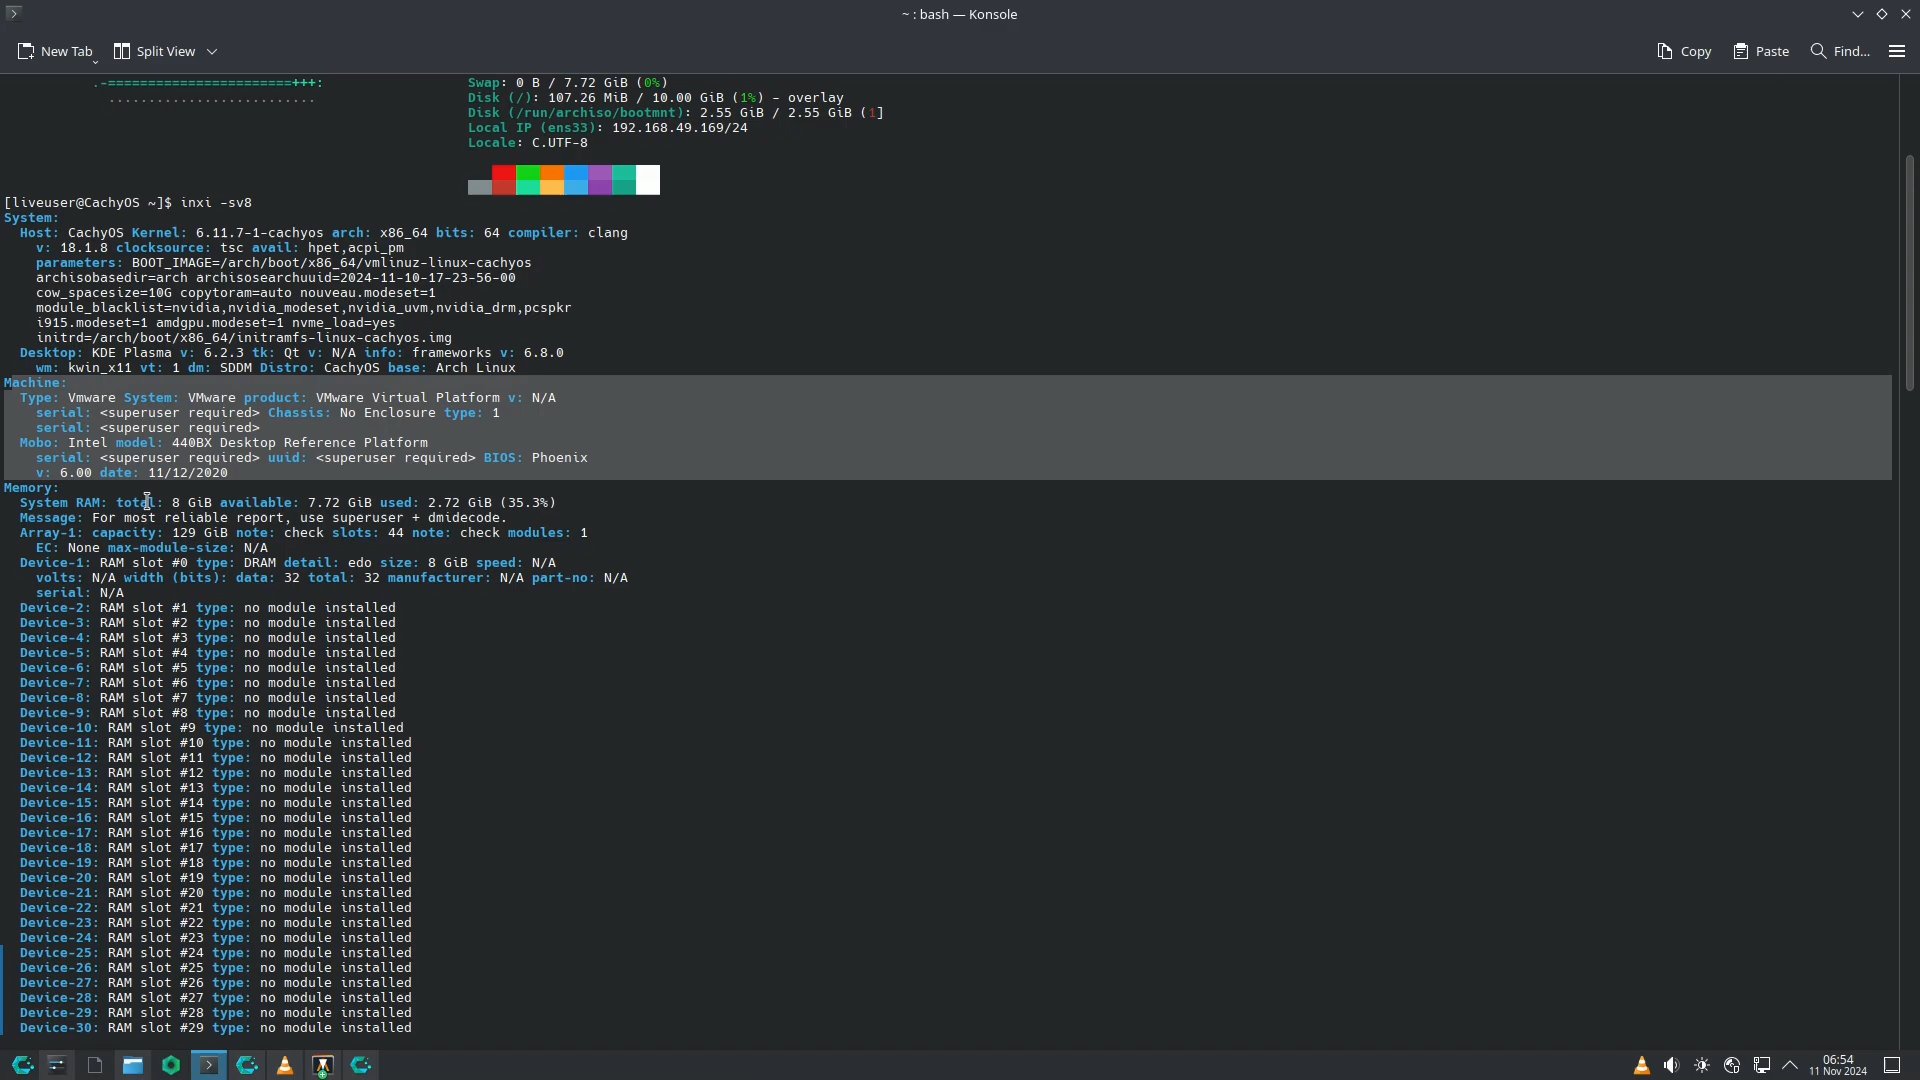 ~ : bash — Konsole
New Tab
Split View
Copy
Paste
Find...
.-=======================+++:
..........................
Swap: 0 B / 7.72 GiB (0%)
Disk (/): 107.26 MiB / 10.00 GiB (1%) - overlay
Disk (/run/archiso/bootmnt): 2.55 GiB / 2.55 GiB (1]
Local IP (ens33): 192.168.49.169/24
Locale: C.UTF-8
[liveuser@CachyOS ~]$ inxi -sv8
System:
Host: CachyOS Kernel: 6.11.7-1-cachyos arch: x86_64 bits: 64 compiler: clang
v: 18.1.8 clocksource: tsc avail: hpet,acpi_pm
parameters: BOOT_IMAGE=/arch/boot/x86_64/vmlinuz-linux-cachyos
archisobasedir=arch archisosearchuuid=2024-11-10-17-23-56-00
cow_spacesize=10G copytoram=auto nouveau.modeset=1
module_blacklist=nvidia,nvidia_modeset,nvidia_uvm,nvidia_drm,pcspkr
i915.modeset=1 amdgpu.modeset=1 nvme_load=yes
initrd=/arch/boot/x86_64/initramfs-linux-cachyos.img
Desktop: KDE Plasma v: 6.2.3 tk: Qt v: N/A info: frameworks v: 6.8.0
wm: kwin_x11 vt: 1 dm: SDDM Distro: CachyOS base: Arch Linux
Machine:
Type: Vmware System: VMware product: VMware Virtual Platform v: N/A
serial: <superuser required> Chassis: No Enclosure type: 1
serial: <superuser required>
Mobo: Intel model: 440BX Desktop Reference Platform
serial: <superuser required> uuid: <superuser required> BIOS: Phoenix
v: 6.00 date: 11/12/2020
Memory:
System RAM: total: 8 GiB available: 7.72 GiB used: 2.72 GiB (35.3%)
Message: For most reliable report, use superuser + dmidecode.
Array-1: capacity: 129 GiB note: check slots: 44 note: check modules: 1
EC: None max-module-size: N/A
Device-1: RAM slot #0 type: DRAM detail: edo size: 8 GiB speed: N/A
volts: N/A width (bits): data: 32 total: 32 manufacturer: N/A part-no: N/A
serial: N/A
Device-2: RAM slot #1 type: no module installed
Device-3: RAM slot #2 type: no module installed
Device-4: RAM slot #3 type: no module installed
Device-5: RAM slot #4 type: no module installed
Device-6: RAM slot #5 type: no module installed
Device-7: RAM slot #6 type: no module installed
Device-8: RAM slot #7 type: no module installed
Device-9: RAM slot #8 type: no module installed
Device-10: RAM slot #9 type: no module installed
Device-11: RAM slot #10 type: no module installed
Device-12: RAM slot #11 type: no module installed
Device-13: RAM slot #12 type: no module installed
Device-14: RAM slot #13 type: no module installed
Device-15: RAM slot #14 type: no module installed
Device-16: RAM slot #15 type: no module installed
Device-17: RAM slot #16 type: no module installed
Device-18: RAM slot #17 type: no module installed
Device-19: RAM slot #18 type: no module installed
Device-20: RAM slot #19 type: no module installed
Device-21: RAM slot #20 type: no module installed
Device-22: RAM slot #21 type: no module installed
Device-23: RAM slot #22 type: no module installed
Device-24: RAM slot #23 type: no module installed
Device-25: RAM slot #24 type: no module installed
Device-26: RAM slot #25 type: no module installed
Device-27: RAM slot #26 type: no module installed
Device-28: RAM slot #27 type: no module installed
Device-29: RAM slot #28 type: no module installed
Device-30: RAM slot #29 type: no module installed
06:54
11 Nov 2024